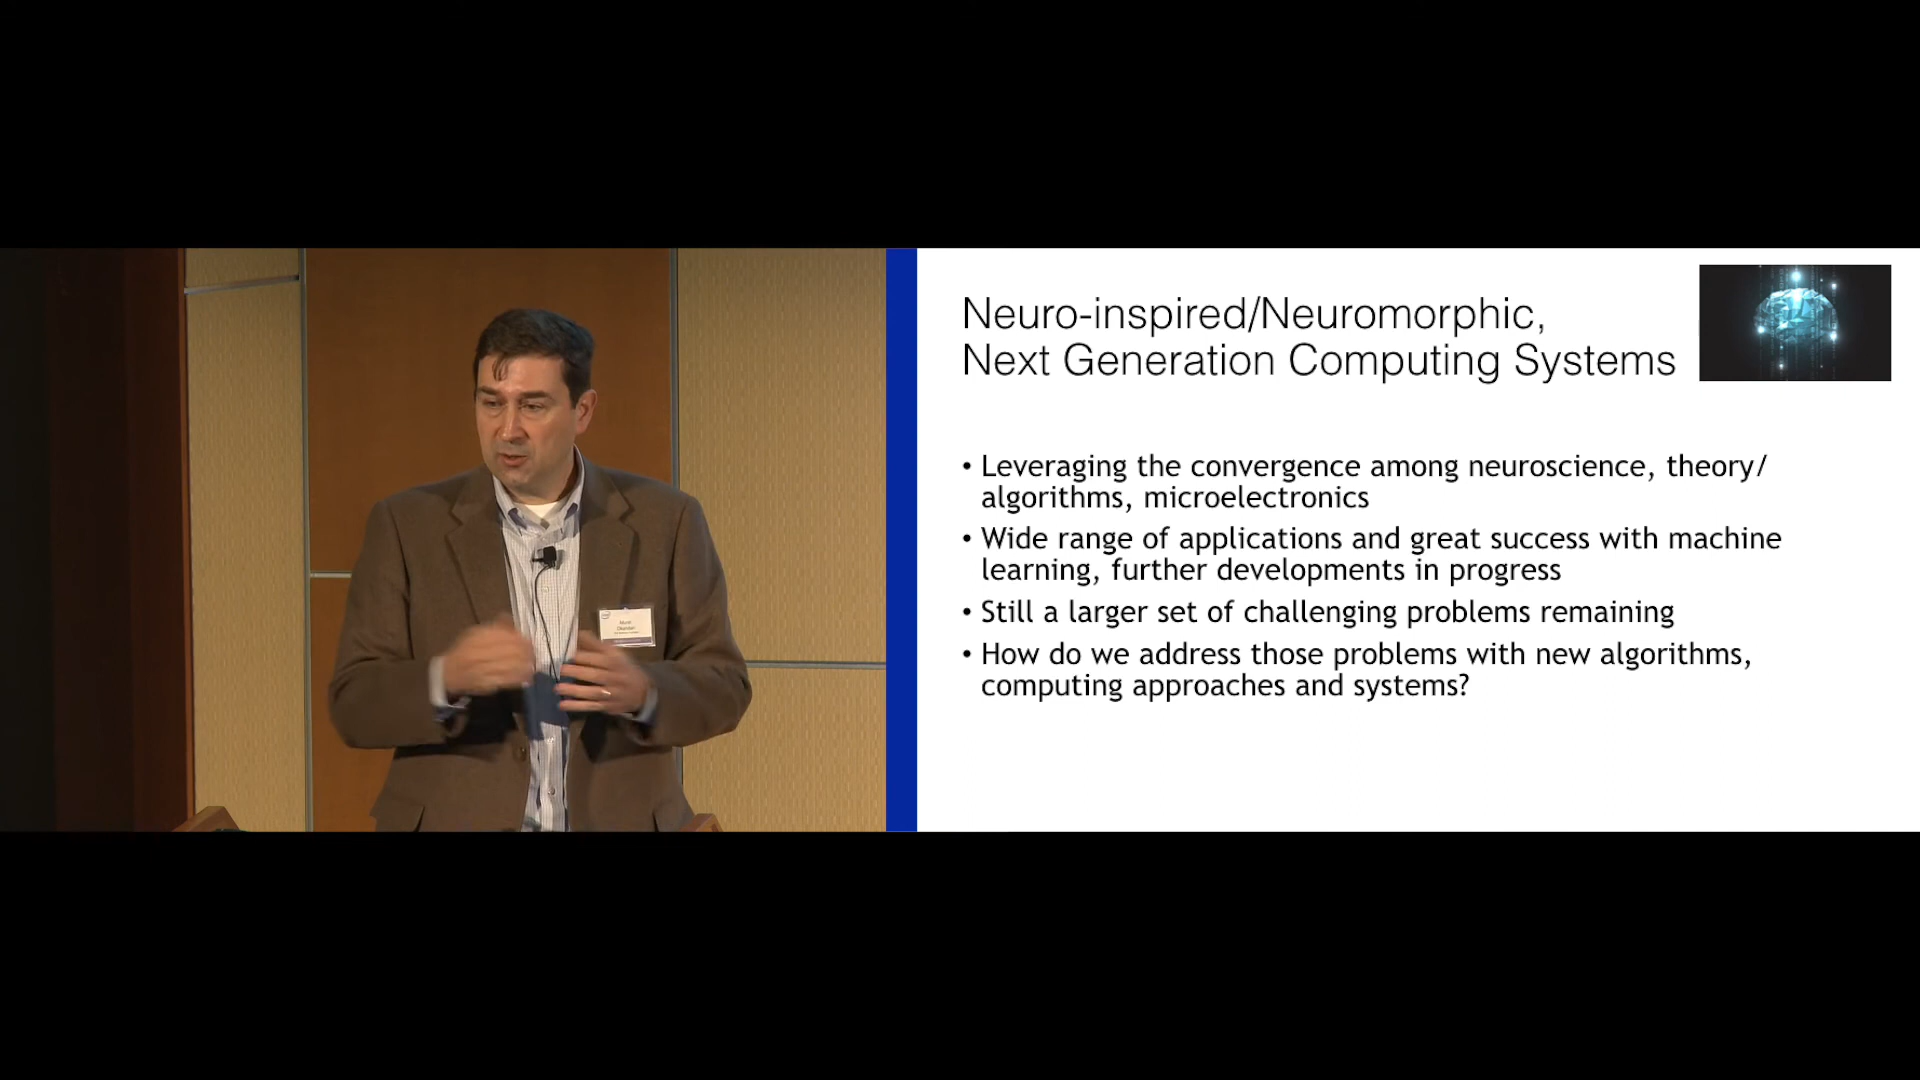 Neuro-inspired/Neuromorphic,
Next Generation Computing Systems
• Leveraging the convergence among neuroscience, theory/
algorithms, microelectronics
• Wide range of applications and great success with machine
learning, further developments in progress
• Still a larger set of challenging problems remaining
• How do we address those problems with new algorithms,
computing approaches and systems?